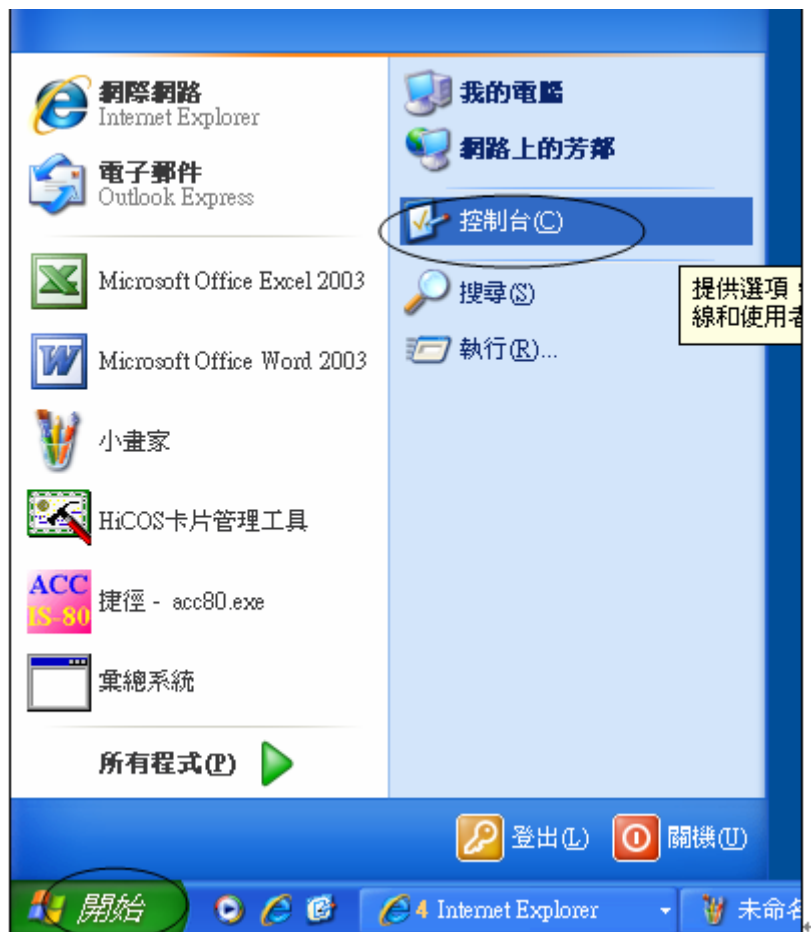 網際網路
Internet Explorer
電子郵件
Outlook Express
Microsoft Office Excel 2003
Microsoft Office Word 2003
小畫家
HiCOS卡片管理工具
ACC
IS-80
捷徑 - acc80.exe
彙總系統
所有程式(P)
我的電腦
網路上的芳鄰
控制台(C)
提供選項
線和使用者
搜尋(S)
執行(R)...
登出(L)
關機(U)
開始
4 Internet Explorer
未命名